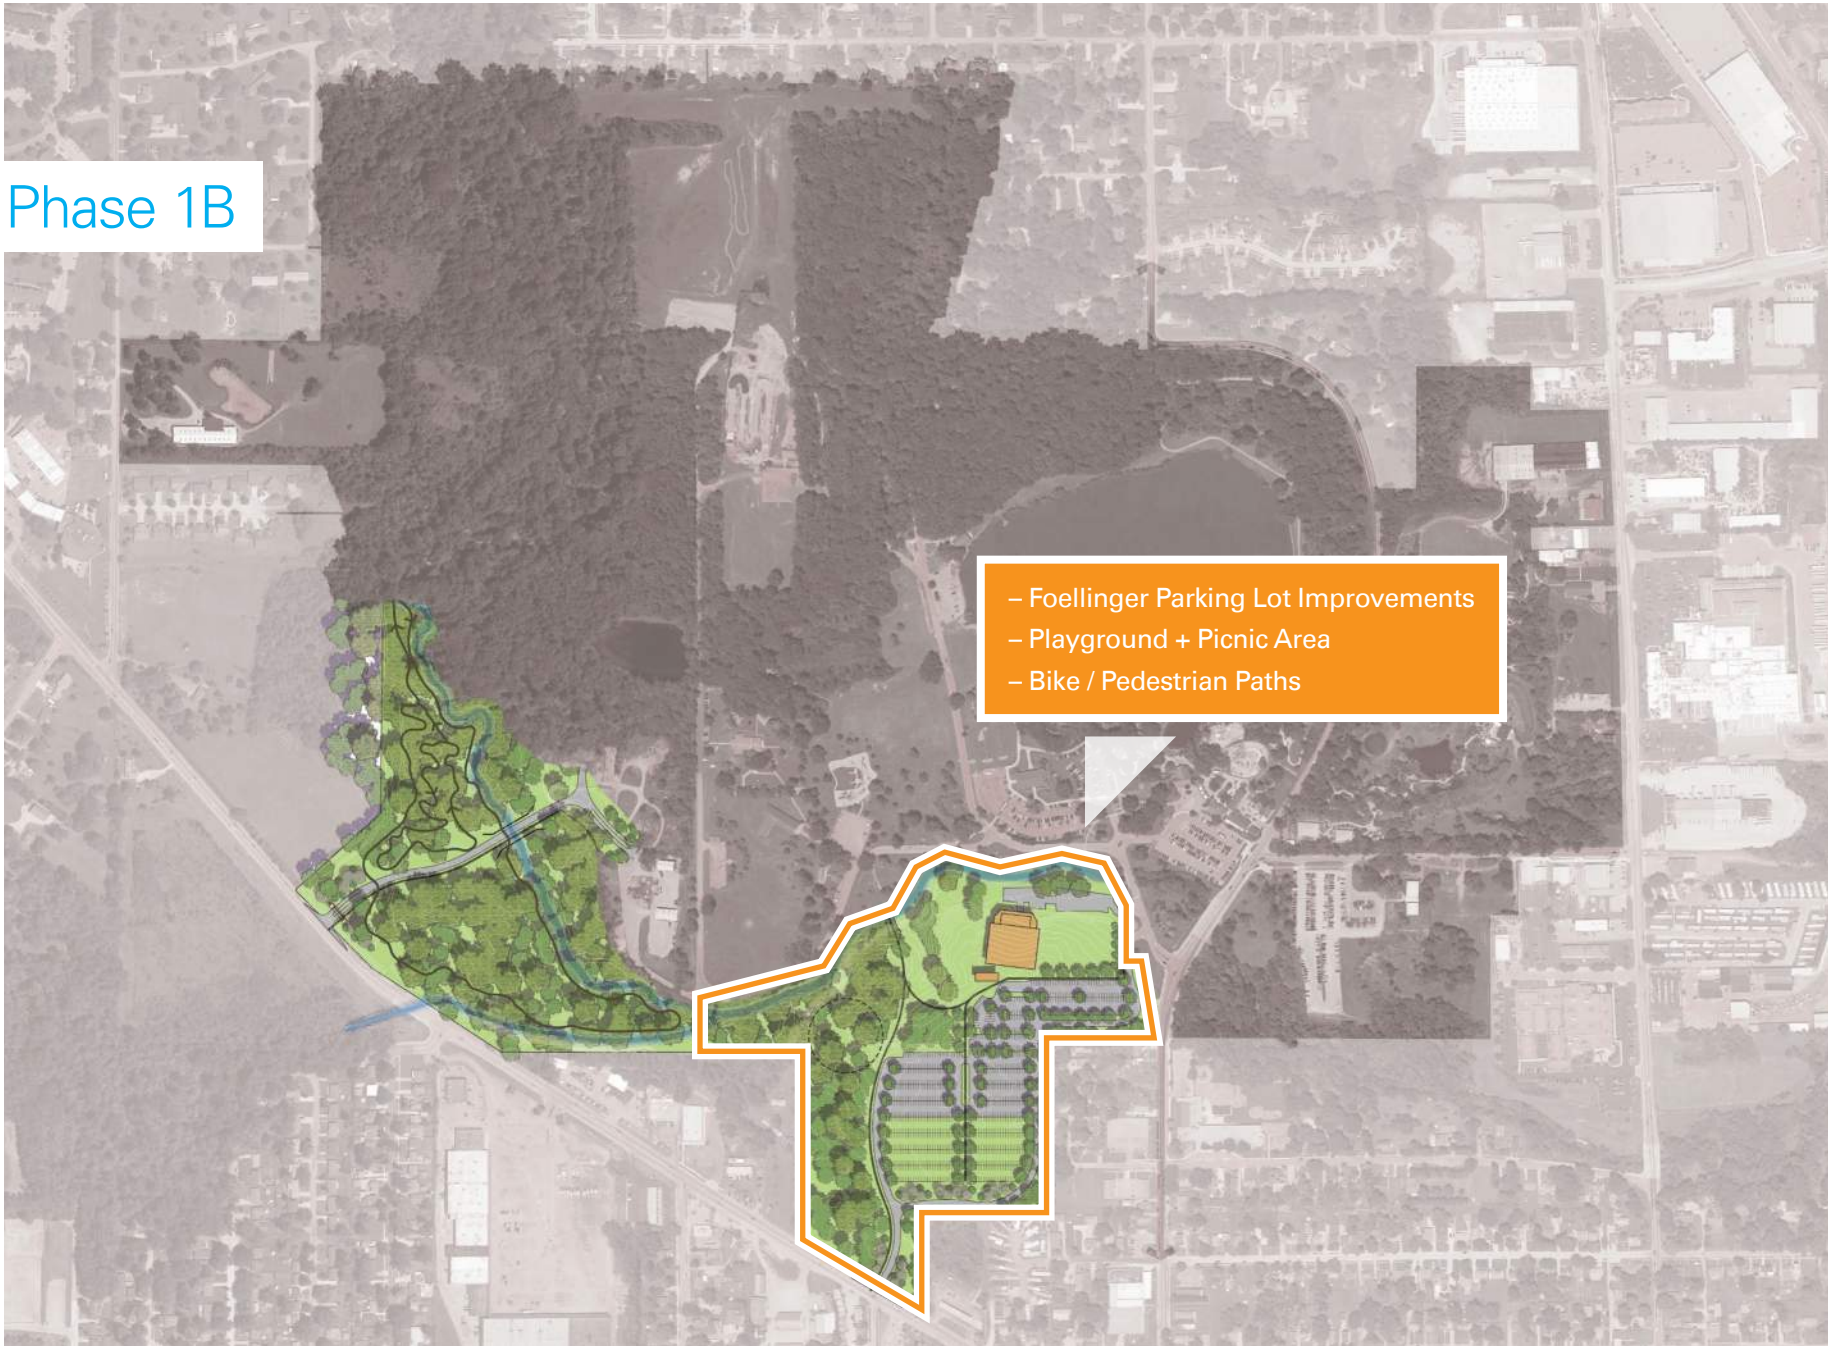 Phase 1B
– Foellinger Parking Lot Improvements
– Playground + Picnic Area
– Bike / Pedestrian Paths